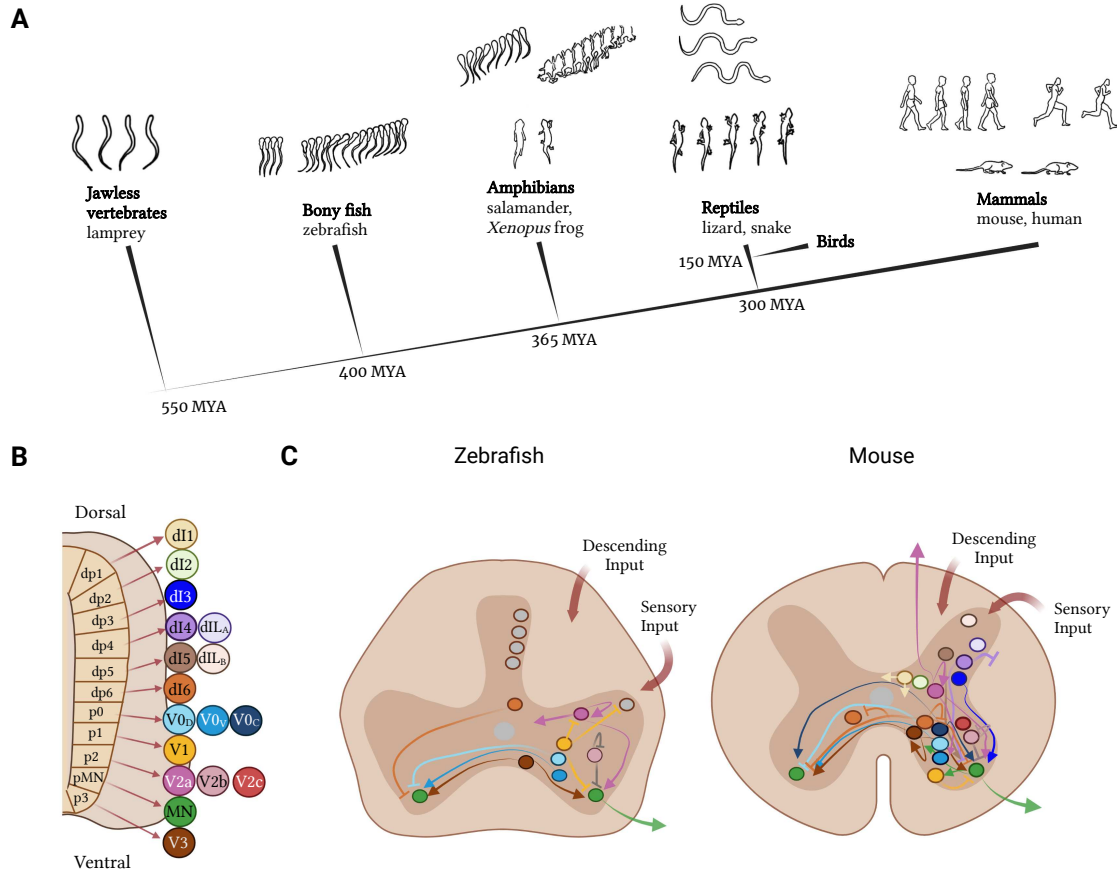 A
Jawless
vertebrates
lamprey
Bony fish
zebrafish
Amphibians
salamander,
Xenopus frog
Reptiles
lizard, snake
Birds
Mammals
mouse, human
150 MYA
300 MYA
365 MYA
400 MYA
550 MYA
B
Dorsal
dp1
dp2
dp3
dp4
dp5
dp6
p0
p1
p2
pMN
p3
dI1
dI2
dI3
dI4 dILA
dI5 dILB
dI6
V0D V0V V0C
V1
V2a V2b V2c
MN
V3
Ventral
C
Zebrafish
Descending
Input
Sensory
Input
Mouse
Descending
Input
Sensory
Input